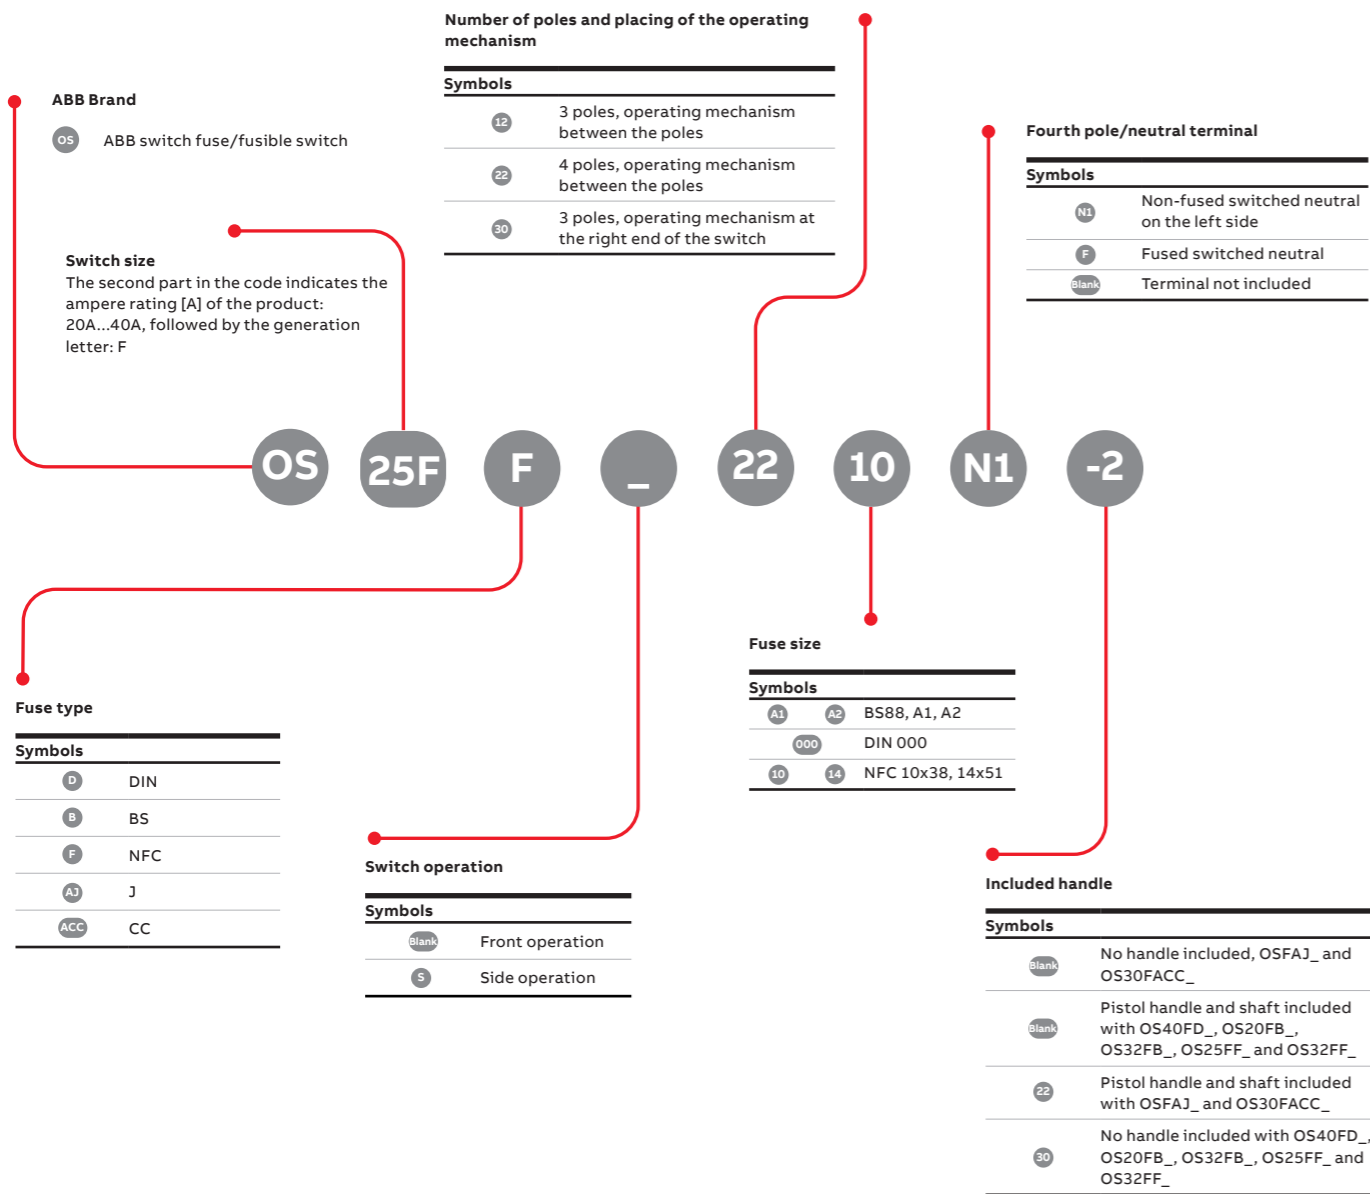 Number of poles and placing of the operating
mechanism
Symbols
12 3 poles, operating mechanism
between the poles
22 4 poles, operating mechanism
between the poles
30 3 poles, operating mechanism at
the right end of the switch
ABB Brand
OS ABB switch fuse/fusible switch
Fourth pole/neutral terminal
Symbols
N1 Non-fused switched neutral
on the left side
F Fused switched neutral
Blank Terminal not included
Switch size
The second part in the code indicates the
ampere rating [A] of the product:
20A...40A, followed by the generation
letter: F
OS 25F F _ 22 10 N1 -2
Fuse type
Symbols
D DIN
B BS
F NFC
AJ J
ACC CC
Switch operation
Symbols
Blank Front operation
S Side operation
Fuse size
Symbols
A1 A2 BS88, A1, A2
000 DIN 000
10 14 NFC 10x38, 14x51
Included handle
Symbols
Blank No handle included, OSFAJ_ and
OS30FACC_
Blank Pistol handle and shaft included
with OS40FD_, OS20FB_,
OS32FB_, OS25FF_ and OS32FF_
22 Pistol handle and shaft included
with OSFAJ_ and OS30FACC_
30 No handle included with OS40FD_,
OS20FB_, OS32FB_, OS25FF_ and
OS32FF_